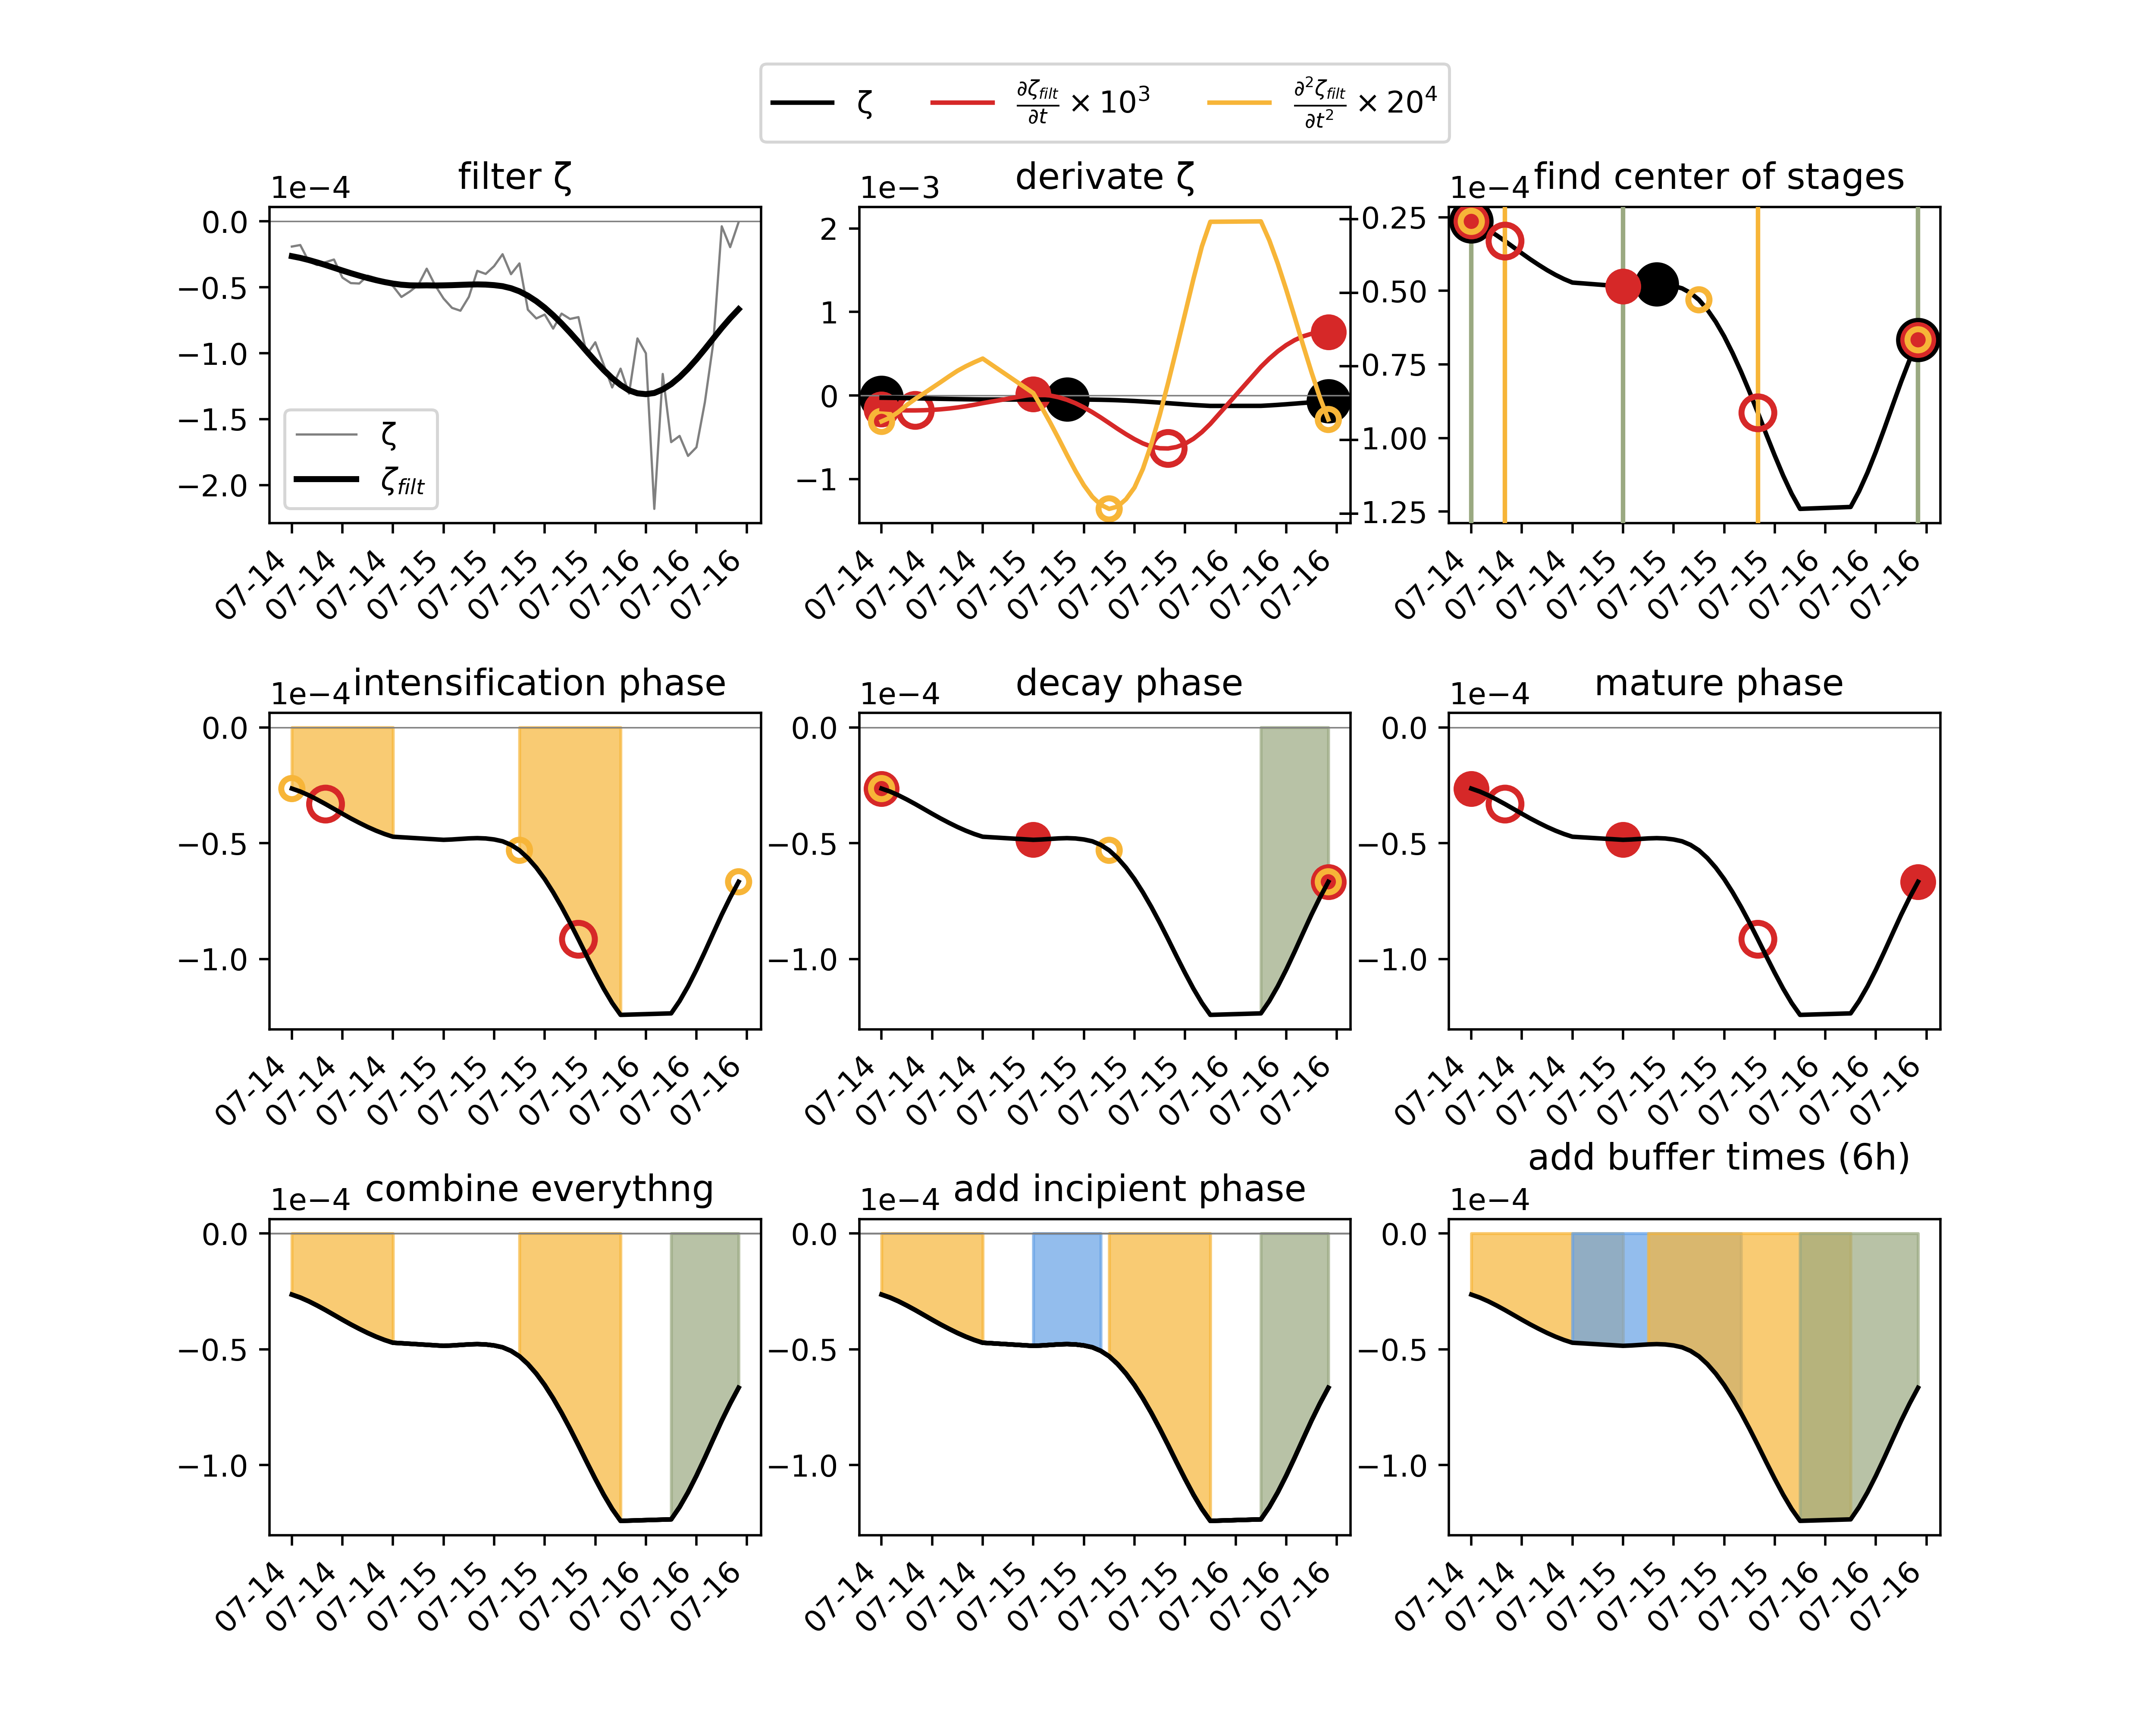 ζ ∂ζfilt/∂t × 10³ ∂²ζfilt/∂t² × 20⁴
filter ζ
1e−4
0.0
−0.5
−1.0
−1.5
−2.0
ζ
ζfilt
07-14 07-14 07-14 07-15 07-15 07-15 07-15 07-16 07-16 07-16
derivate ζ
1e−3
2
1
0
−1
07-14 07-14 07-14 07-15 07-15 07-15 07-15 07-16 07-16 07-16
find center of stages
1e−4
−0.25
−0.50
−0.75
−1.00
−1.25
07-14 07-14 07-14 07-15 07-15 07-15 07-15 07-16 07-16 07-16
intensification phase
1e−4
0.0
−0.5
−1.0
07-14 07-14 07-14 07-15 07-15 07-15 07-15 07-16 07-16 07-16
decay phase
1e−4
0.0
−0.5
−1.0
07-14 07-14 07-14 07-15 07-15 07-15 07-15 07-16 07-16 07-16
mature phase
1e−4
0.0
−0.5
−1.0
07-14 07-14 07-14 07-15 07-15 07-15 07-15 07-16 07-16 07-16
combine everythng
1e−4
0.0
−0.5
−1.0
07-14 07-14 07-14 07-15 07-15 07-15 07-15 07-16 07-16 07-16
add incipient phase
1e−4
0.0
−0.5
−1.0
07-14 07-14 07-14 07-15 07-15 07-15 07-15 07-16 07-16 07-16
add buffer times (6h)
1e−4
0.0
−0.5
−1.0
07-14 07-14 07-14 07-15 07-15 07-15 07-15 07-16 07-16 07-16